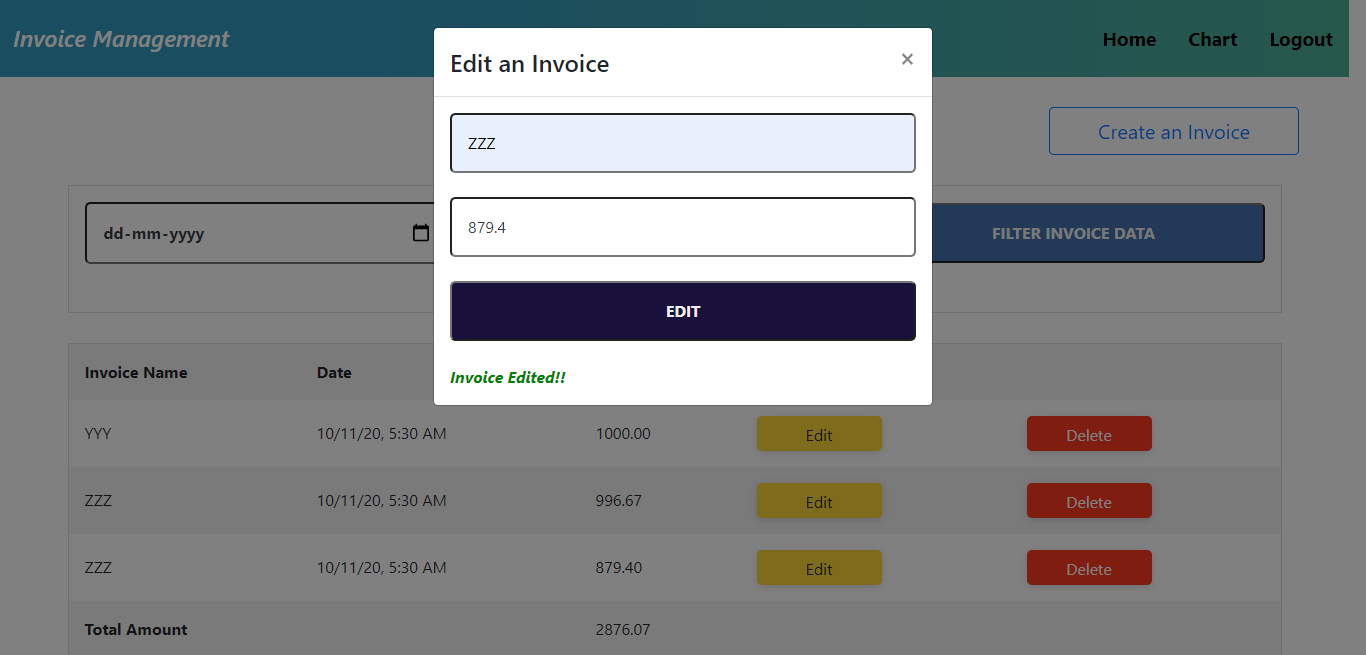 Invoice Management
Home Chart Logout
Edit an Invoice ×
ZZZ
879.4
EDIT
Invoice Edited!!
Create an Invoice
dd-mm-yyyy
FILTER INVOICE DATA
Invoice Name Date
YYY 10/11/20, 5:30 AM 1000.00 Edit Delete
ZZZ 10/11/20, 5:30 AM 996.67 Edit Delete
ZZZ 10/11/20, 5:30 AM 879.40 Edit Delete
Total Amount 2876.07